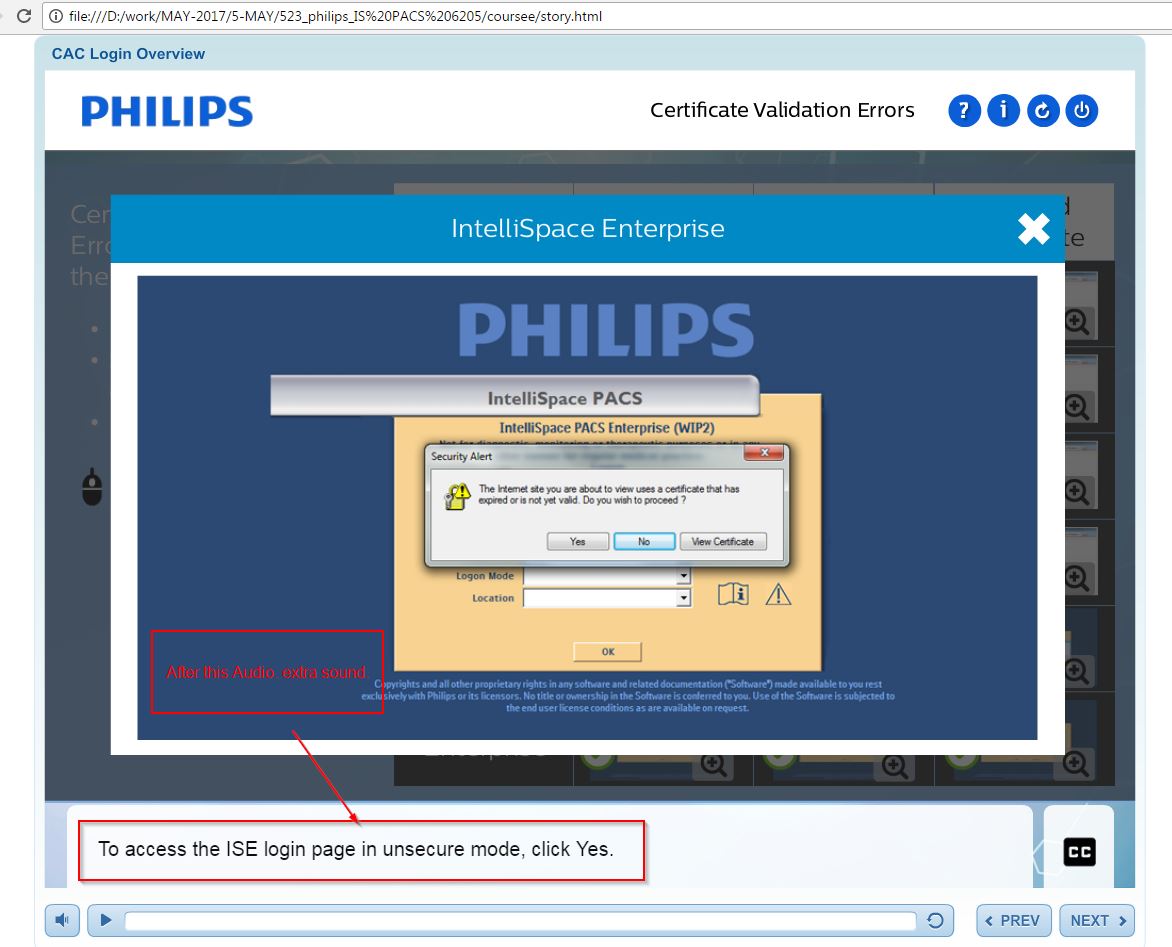 file:///D:/work/MAY-2017/5-MAY/523_philips_IS%20PACS%206205/coursee/story.html
CAC Login Overview
PHILIPS
Certificate Validation Errors
IntelliSpace Enterprise
PHILIPS
IntelliSpace PACS
IntelliSpace PACS Enterprise (WIP2)
Security Alert
The Internet site you are about to view uses a certificate that has
expired or is not yet valid. Do you wish to proceed ?
Yes No View Certificate
Logon Mode
Location
OK
After this Audio, extra sound.
Copyrights and all other proprietary rights in any software and related documentation ("Software") made available to you rest
exclusively with Philips or its licensors. No title or ownership in the Software is conferred to you. Use of the Software is subjected to
the end user license conditions as are available on request.
To access the ISE login page in unsecure mode, click Yes.
CC
PREV NEXT